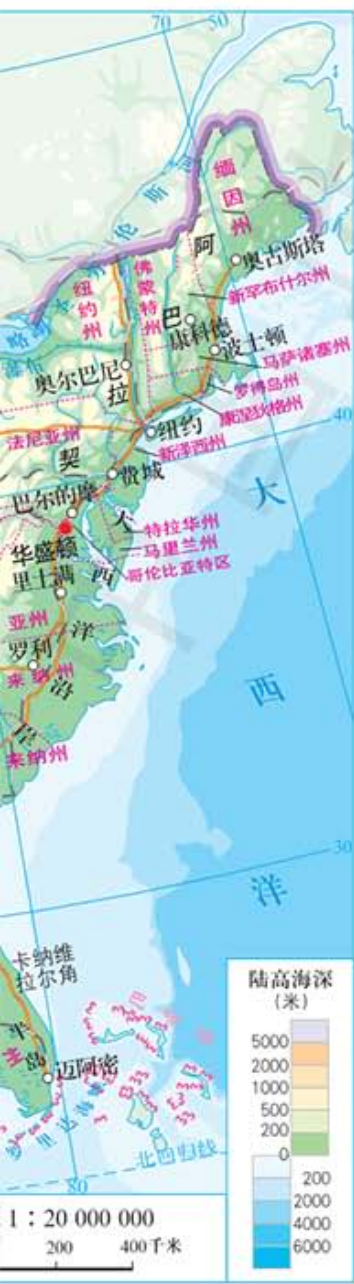 70
50
缅因州
阿
奥古斯塔
佛蒙特州
纽约州
新罕布什尔州
巴
康科德
波士顿
奥尔巴尼
马萨诸塞州
拉
罗得岛州
康涅狄格州
40
纽约
法尼亚州
新泽西州
契
费城
大
巴尔的摩
大
特拉华州
马里兰州
华盛顿
哥伦比亚特区
西
里士满
亚州
洋
罗利
来纳州
沿
西
岸
来纳州
30
洋
卡纳维
拉尔角
半
岛
迈阿密
北回归线
80
陆高海深
(米)
5000
2000
1000
500
200
0
200
2000
4000
6000
1：20 000 000
200
400千米